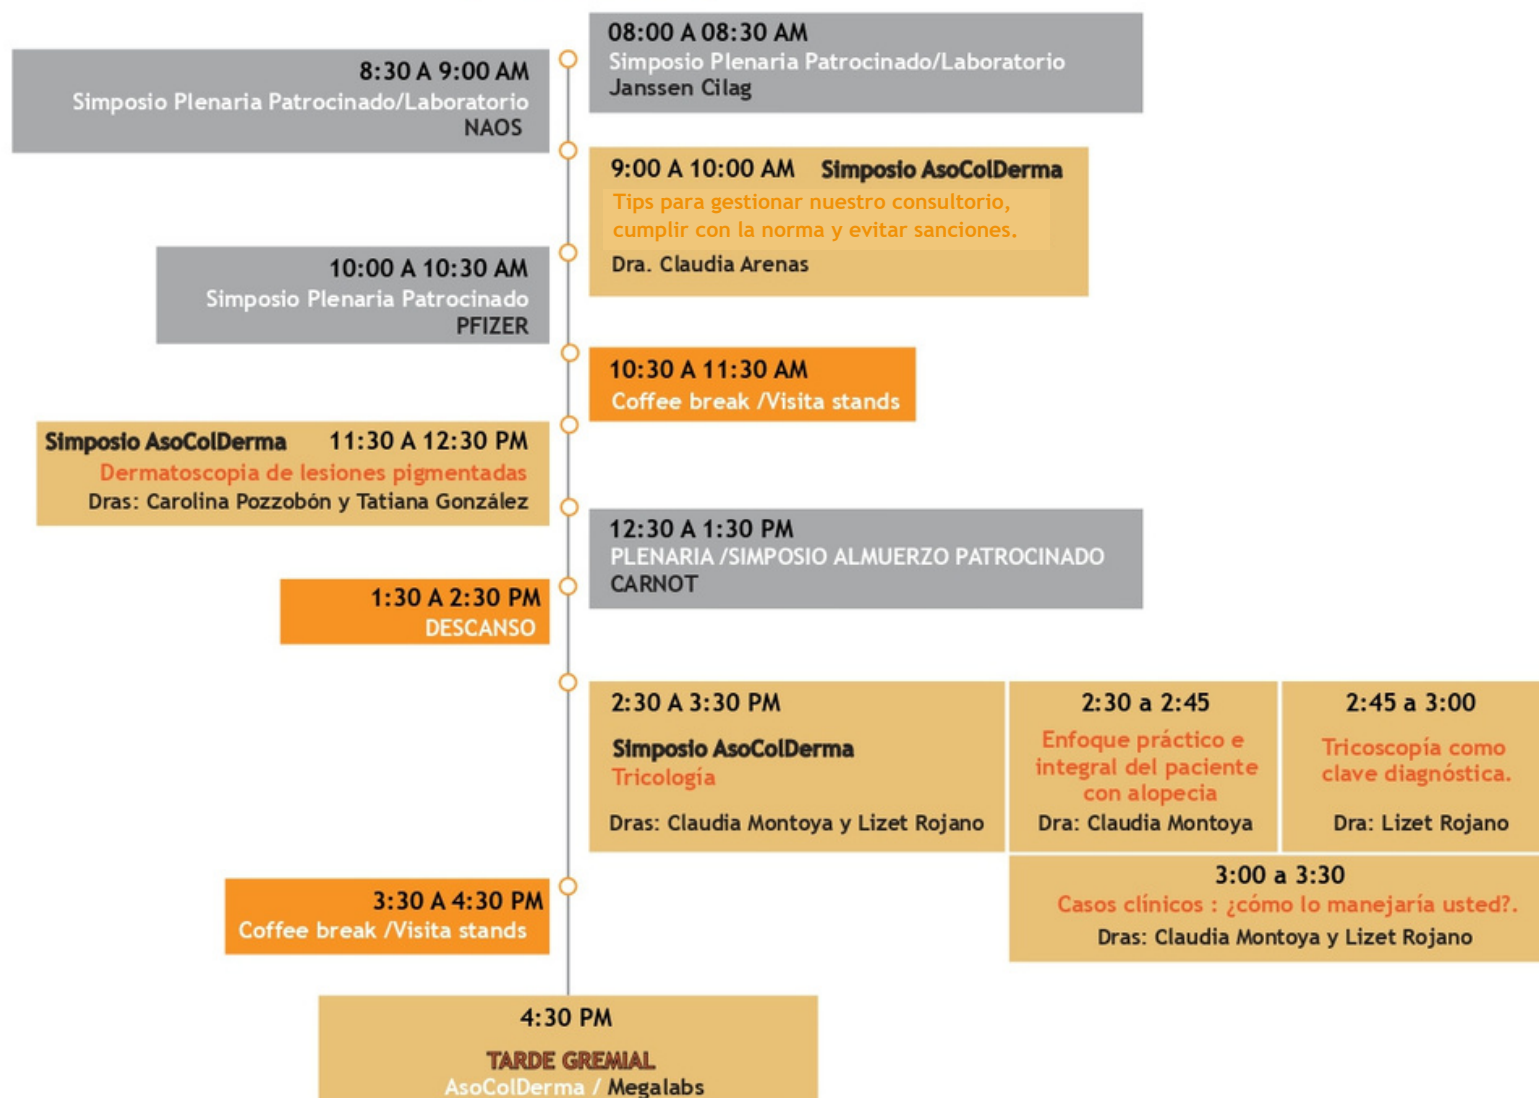 08:00 A 08:30 AM
Simposio Plenaria Patrocinado/Laboratorio
Janssen Cilag
8:30 A 9:00 AM
Simposio Plenaria Patrocinado/Laboratorio
NAOS
9:00 A 10:00 AM Simposio AsoColDerma
Tips para gestionar nuestro consultorio,
cumplir con la norma y evitar sanciones.
Dra. Claudia Arenas
10:00 A 10:30 AM
Simposio Plenaria Patrocinado
PFIZER
10:30 A 11:30 AM
Coffee break /Visita stands
Simposio AsoColDerma 11:30 A 12:30 PM
Dermatoscopia de lesiones pigmentadas
Dras: Carolina Pozzobón y Tatiana González
12:30 A 1:30 PM
PLENARIA /SIMPOSIO ALMUERZO PATROCINADO
CARNOT
1:30 A 2:30 PM
DESCANSO
2:30 A 3:30 PM
Simposio AsoColDerma
Tricología
Dras: Claudia Montoya y Lizet Rojano
2:30 a 2:45
Enfoque práctico e
integral del paciente
con alopecia
Dra: Claudia Montoya
2:45 a 3:00
Tricoscopía como
clave diagnóstica.
Dra: Lizet Rojano
3:00 a 3:30
Casos clínicos : ¿cómo lo manejaría usted?.
Dras: Claudia Montoya y Lizet Rojano
3:30 A 4:30 PM
Coffee break /Visita stands
4:30 PM
TARDE GREMIAL
AsoColDerma / Megalabs